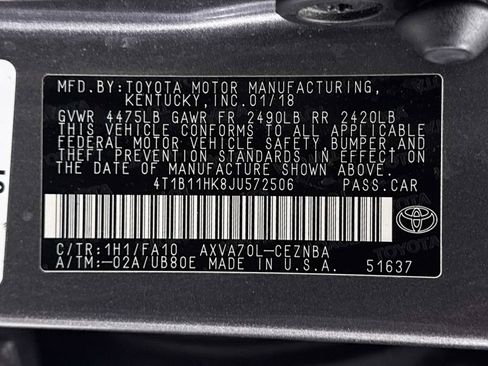 MFD. BY: TOYOTA MOTOR MANUFACTURING,
KENTUCKY, INC. 01/18
GVWR 4475LB GAWR FR 2490LB RR 2420LB
THIS VEHICLE CONFORMS TO ALL APPLICABLE
FEDERAL MOTOR VEHICLE SAFETY, BUMPER, AND
THEFT PREVENTION STANDARDS IN EFFECT ON
THE DATE OF MANUFACTURE SHOWN ABOVE.
4T1B11HK8JU572506 PASS.CAR
C/TR: 1H1/FA10 AXVA70L-CEZNBA
A/TM: -02A/UB80E MADE IN U.S.A. 51637